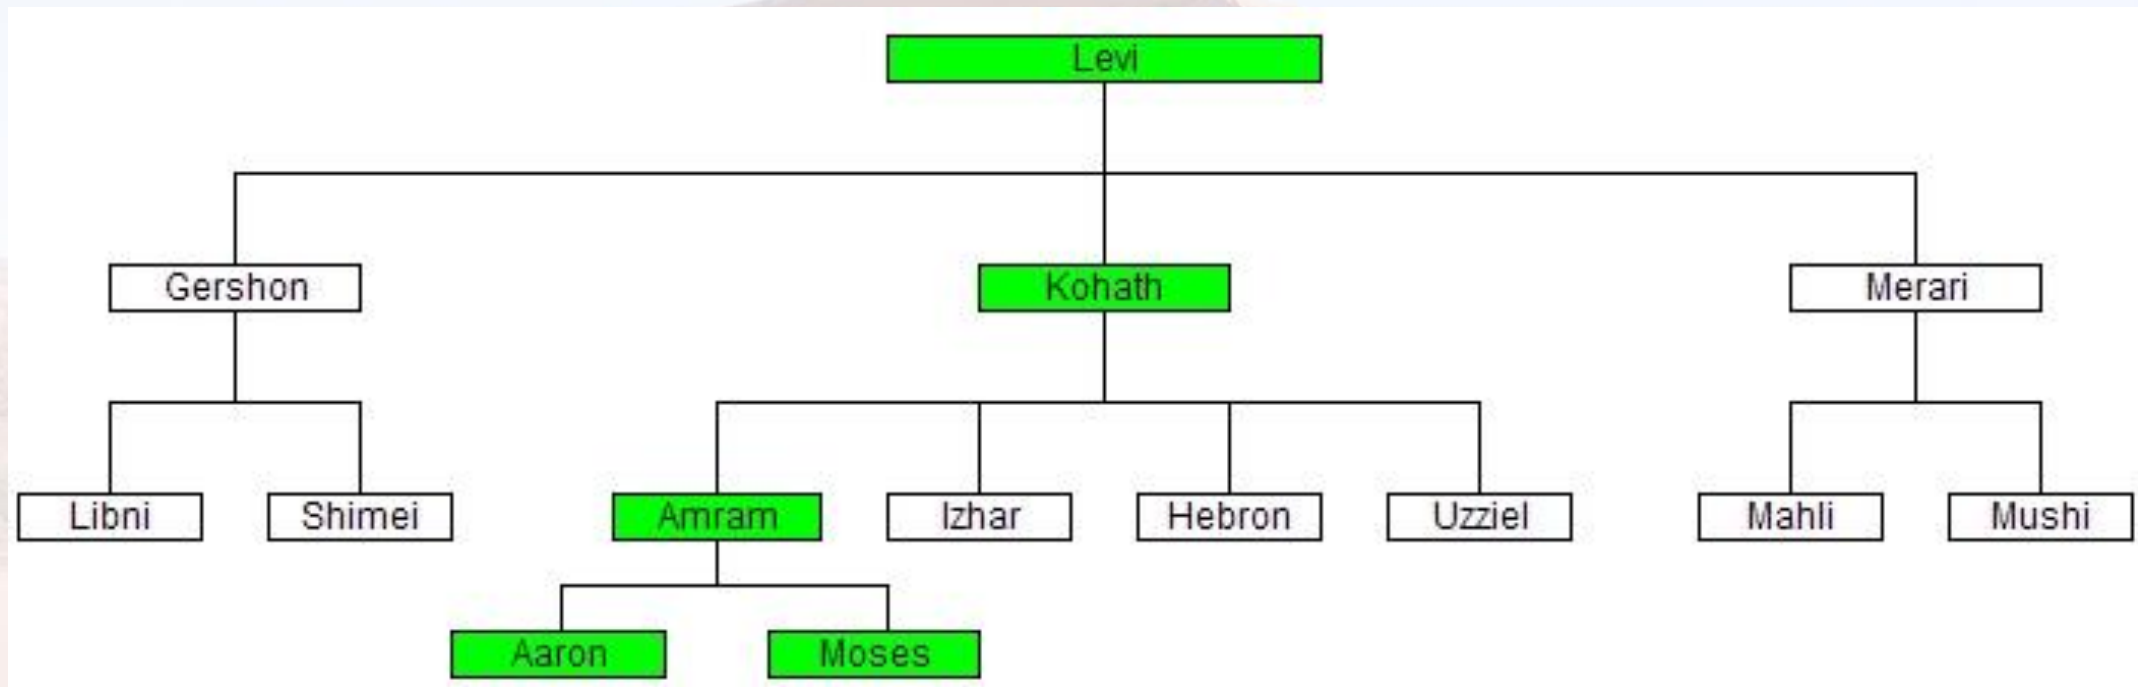 Levi
Gershon Kohath Merari
Libni Shimei Amram Izhar Hebron Uzziel Mahli Mushi
Aaron Moses